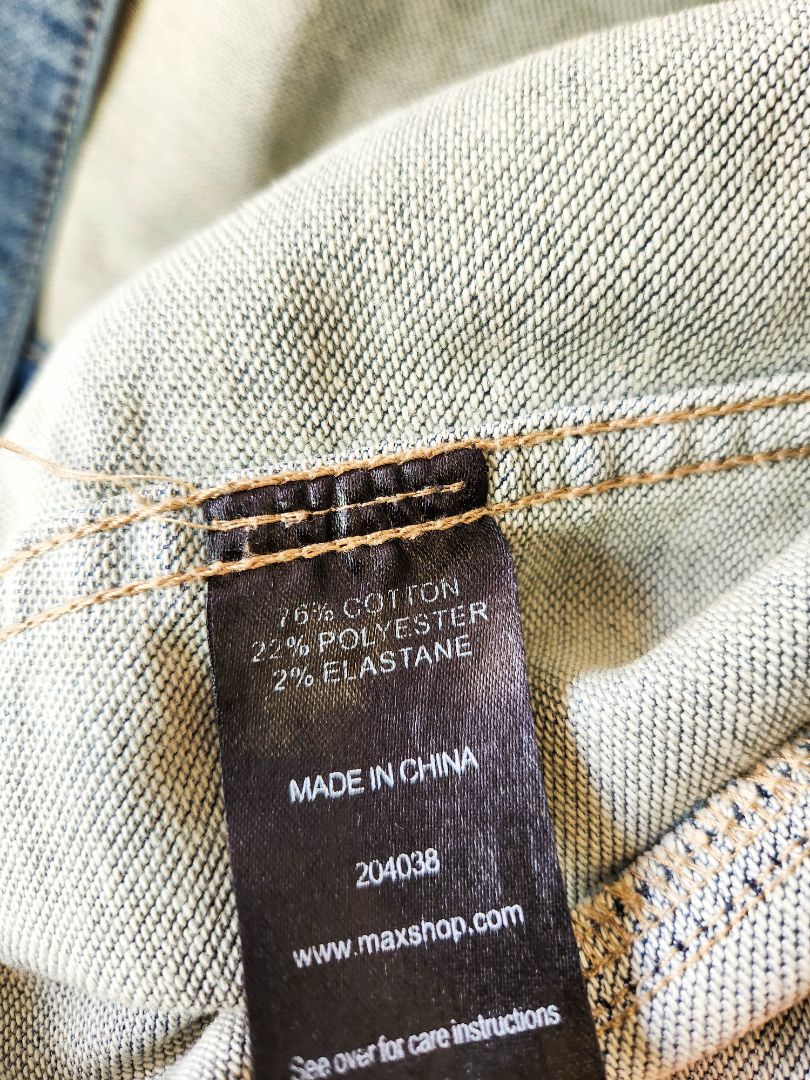 76% COTTON
22% POLYESTER
2% ELASTANE
MADE IN CHINA
204038
www.maxshop.com
See over for care instructions